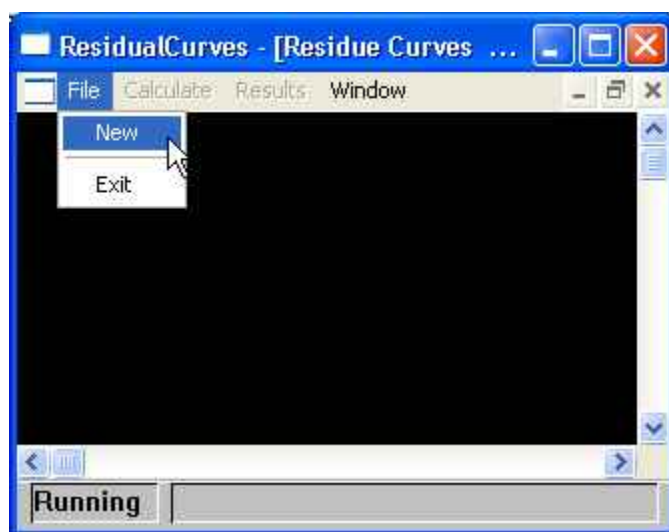 ResidualCurves - [Residue Curves ...
File Calculate Results Window
New
Exit
Running